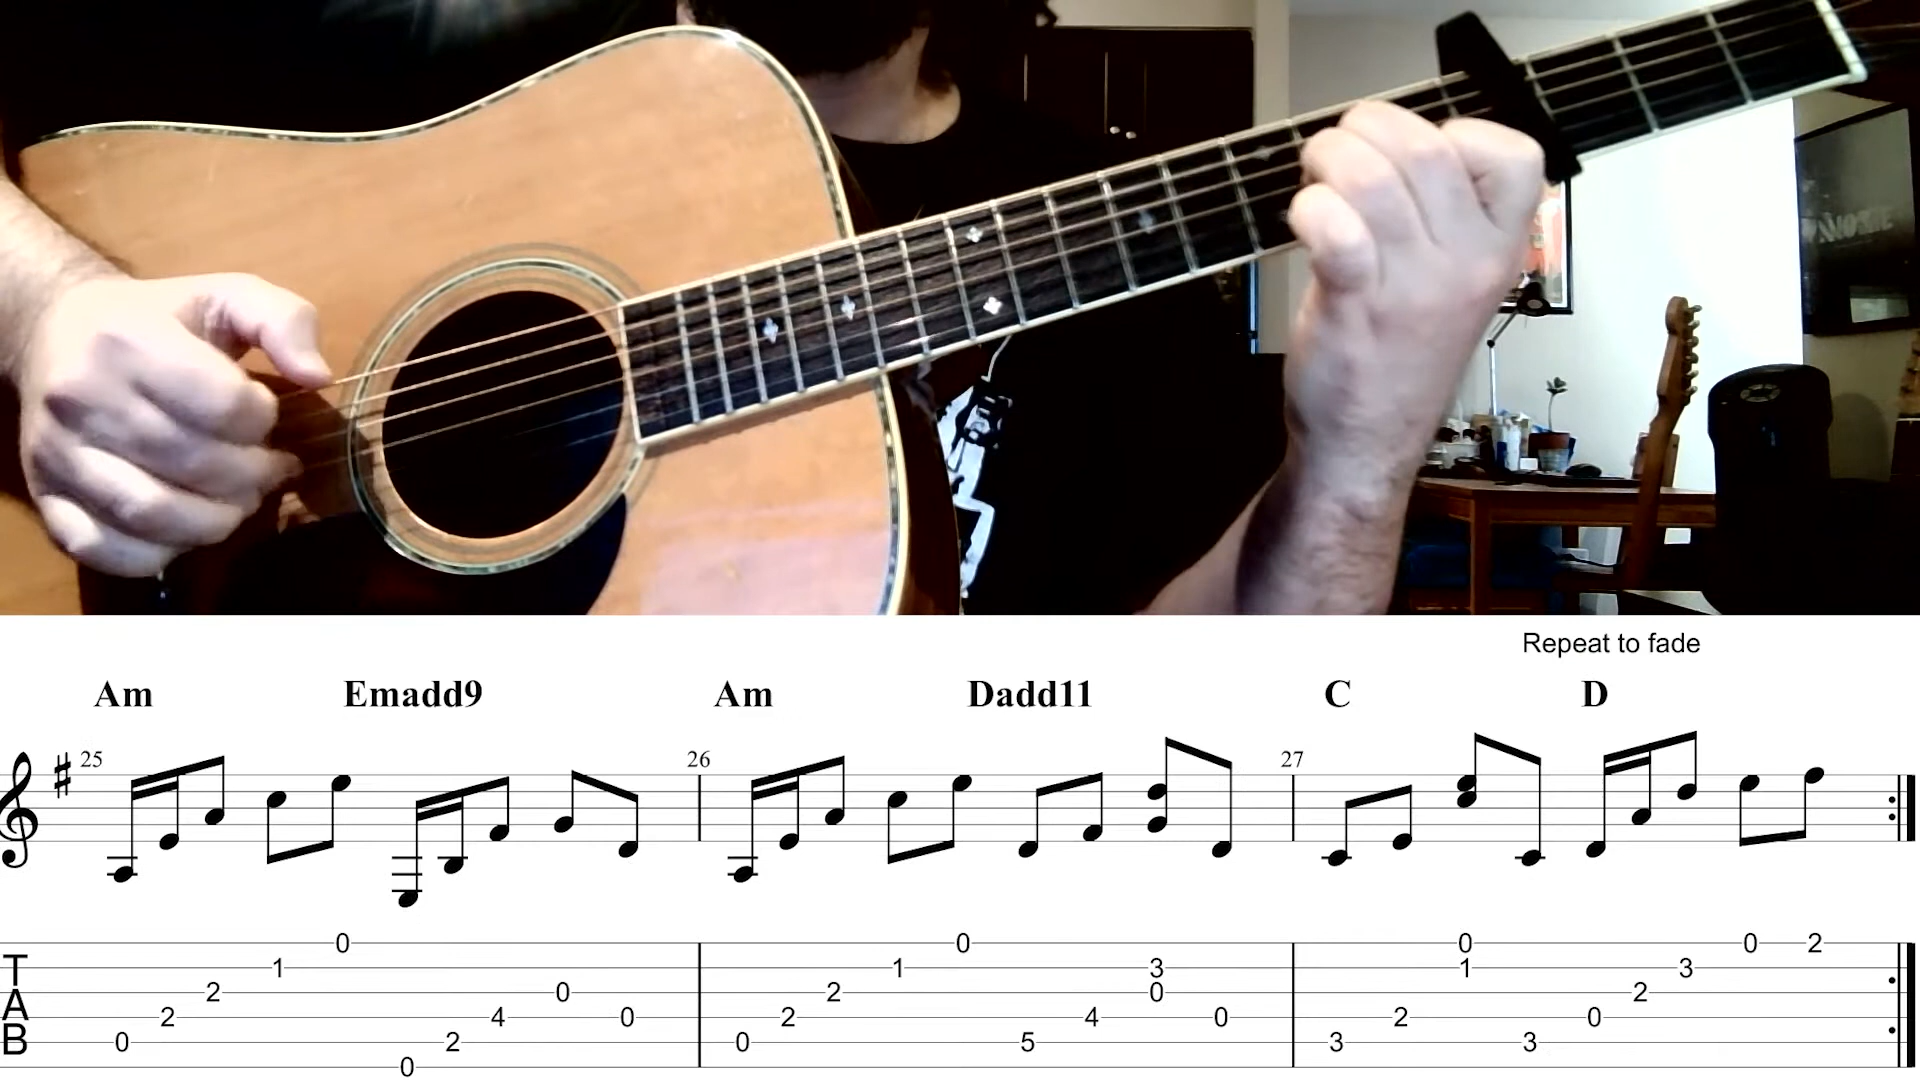 Repeat to fade
Am Emadd9 Am Dadd11 C D
25 26 27
0 0 0 2
T 1 1 3 1 3
2 0 2 0 2
A 2 4 0 2 4 0 2 0
B 0 2 0 5 3 3
0